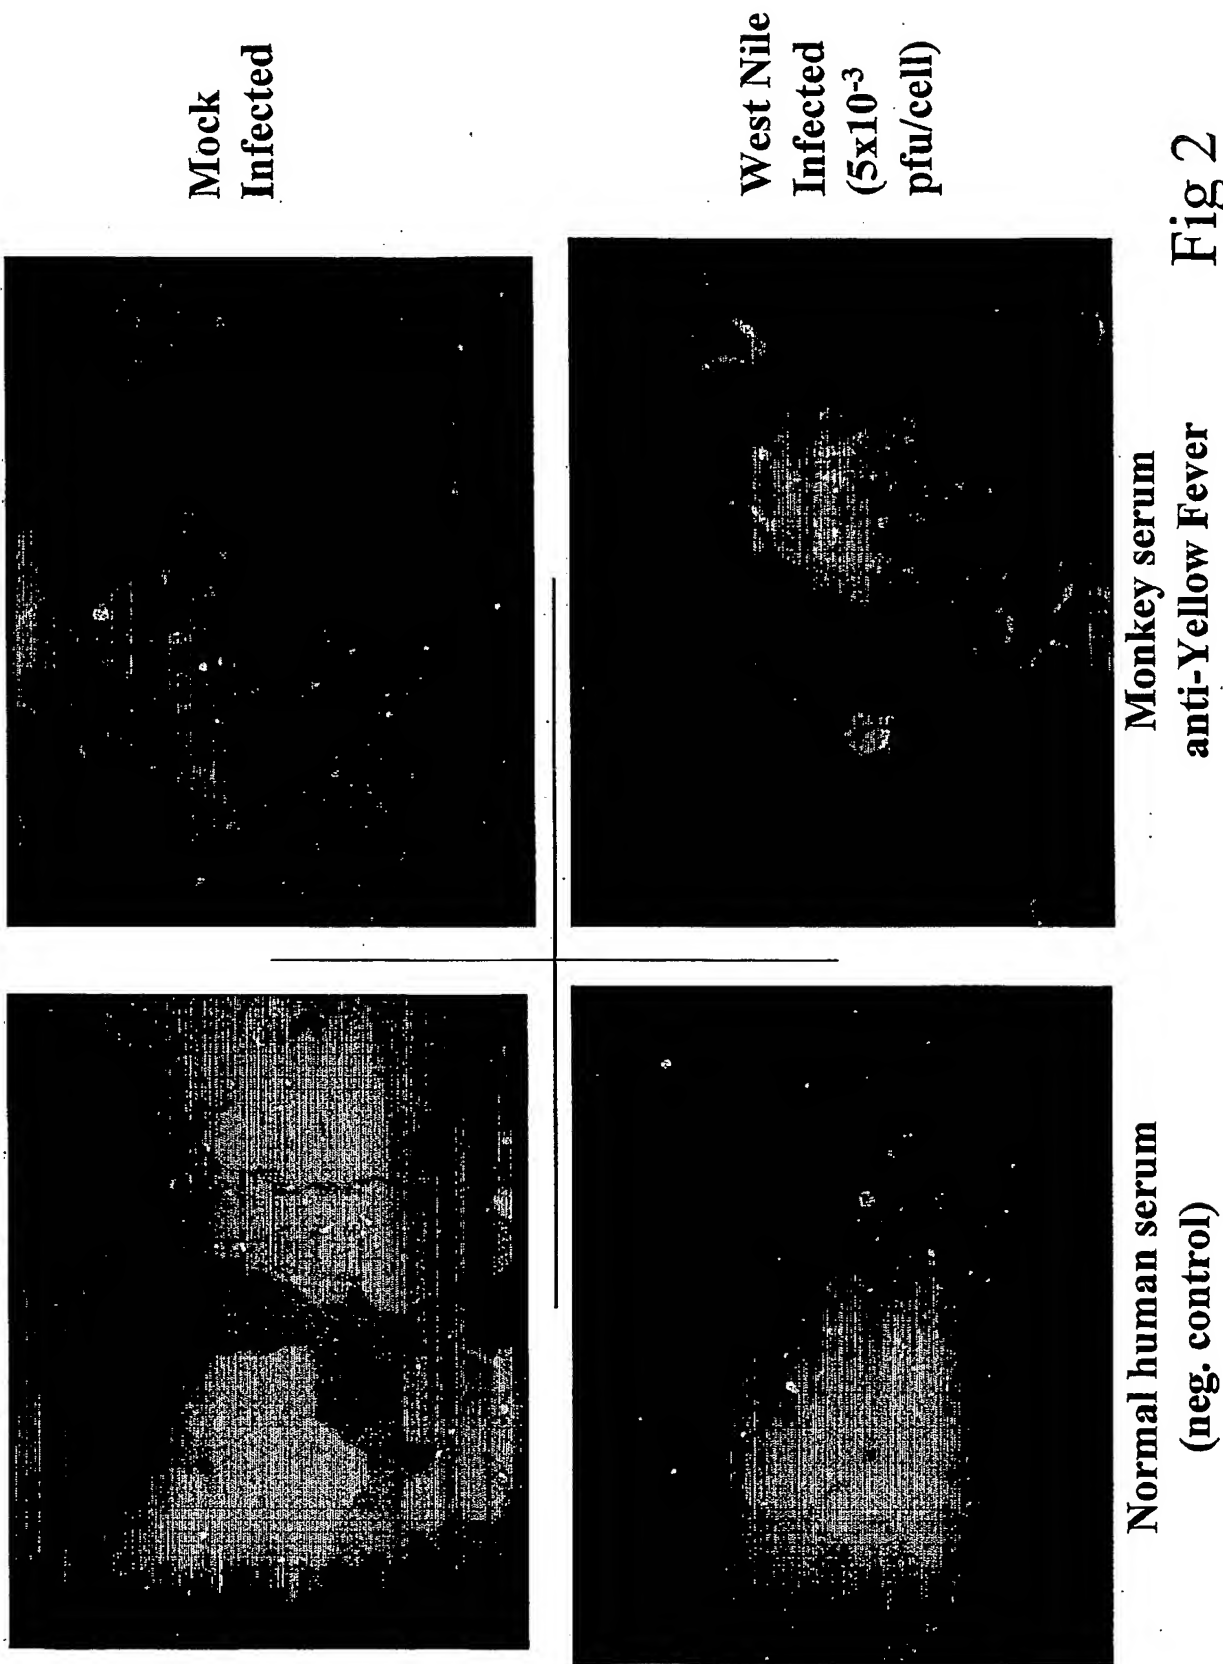 Mock
Infected
West Nile
Infected
(5x10-3
pfu/cell)
Normal human serum
(neg. control)
Monkey serum
anti-Yellow Fever
Fig 2